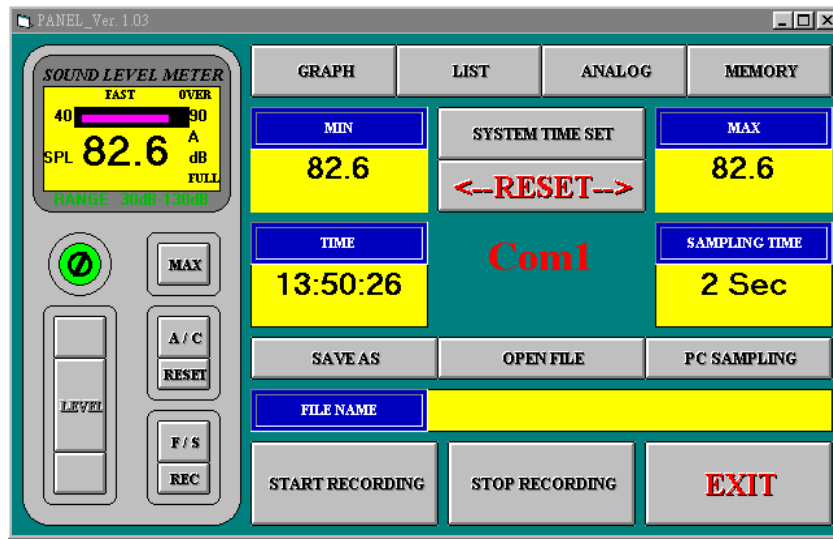 PANEL_Ver. 1.03
SOUND LEVEL METER
FAST OVER
40 90
SPL 82.6 A
dB
FULL
RANGE 30dB-130dB
MAX
A / C
RESET
LEVEL
F / S
REC
GRAPH LIST ANALOG MEMORY
MIN SYSTEM TIME SET MAX
82.6 <--RESET--> 82.6
TIME Com1 SAMPLING TIME
13:50:26 2 Sec
SAVE AS OPEN FILE PC SAMPLING
FILE NAME
START RECORDING STOP RECORDING EXIT